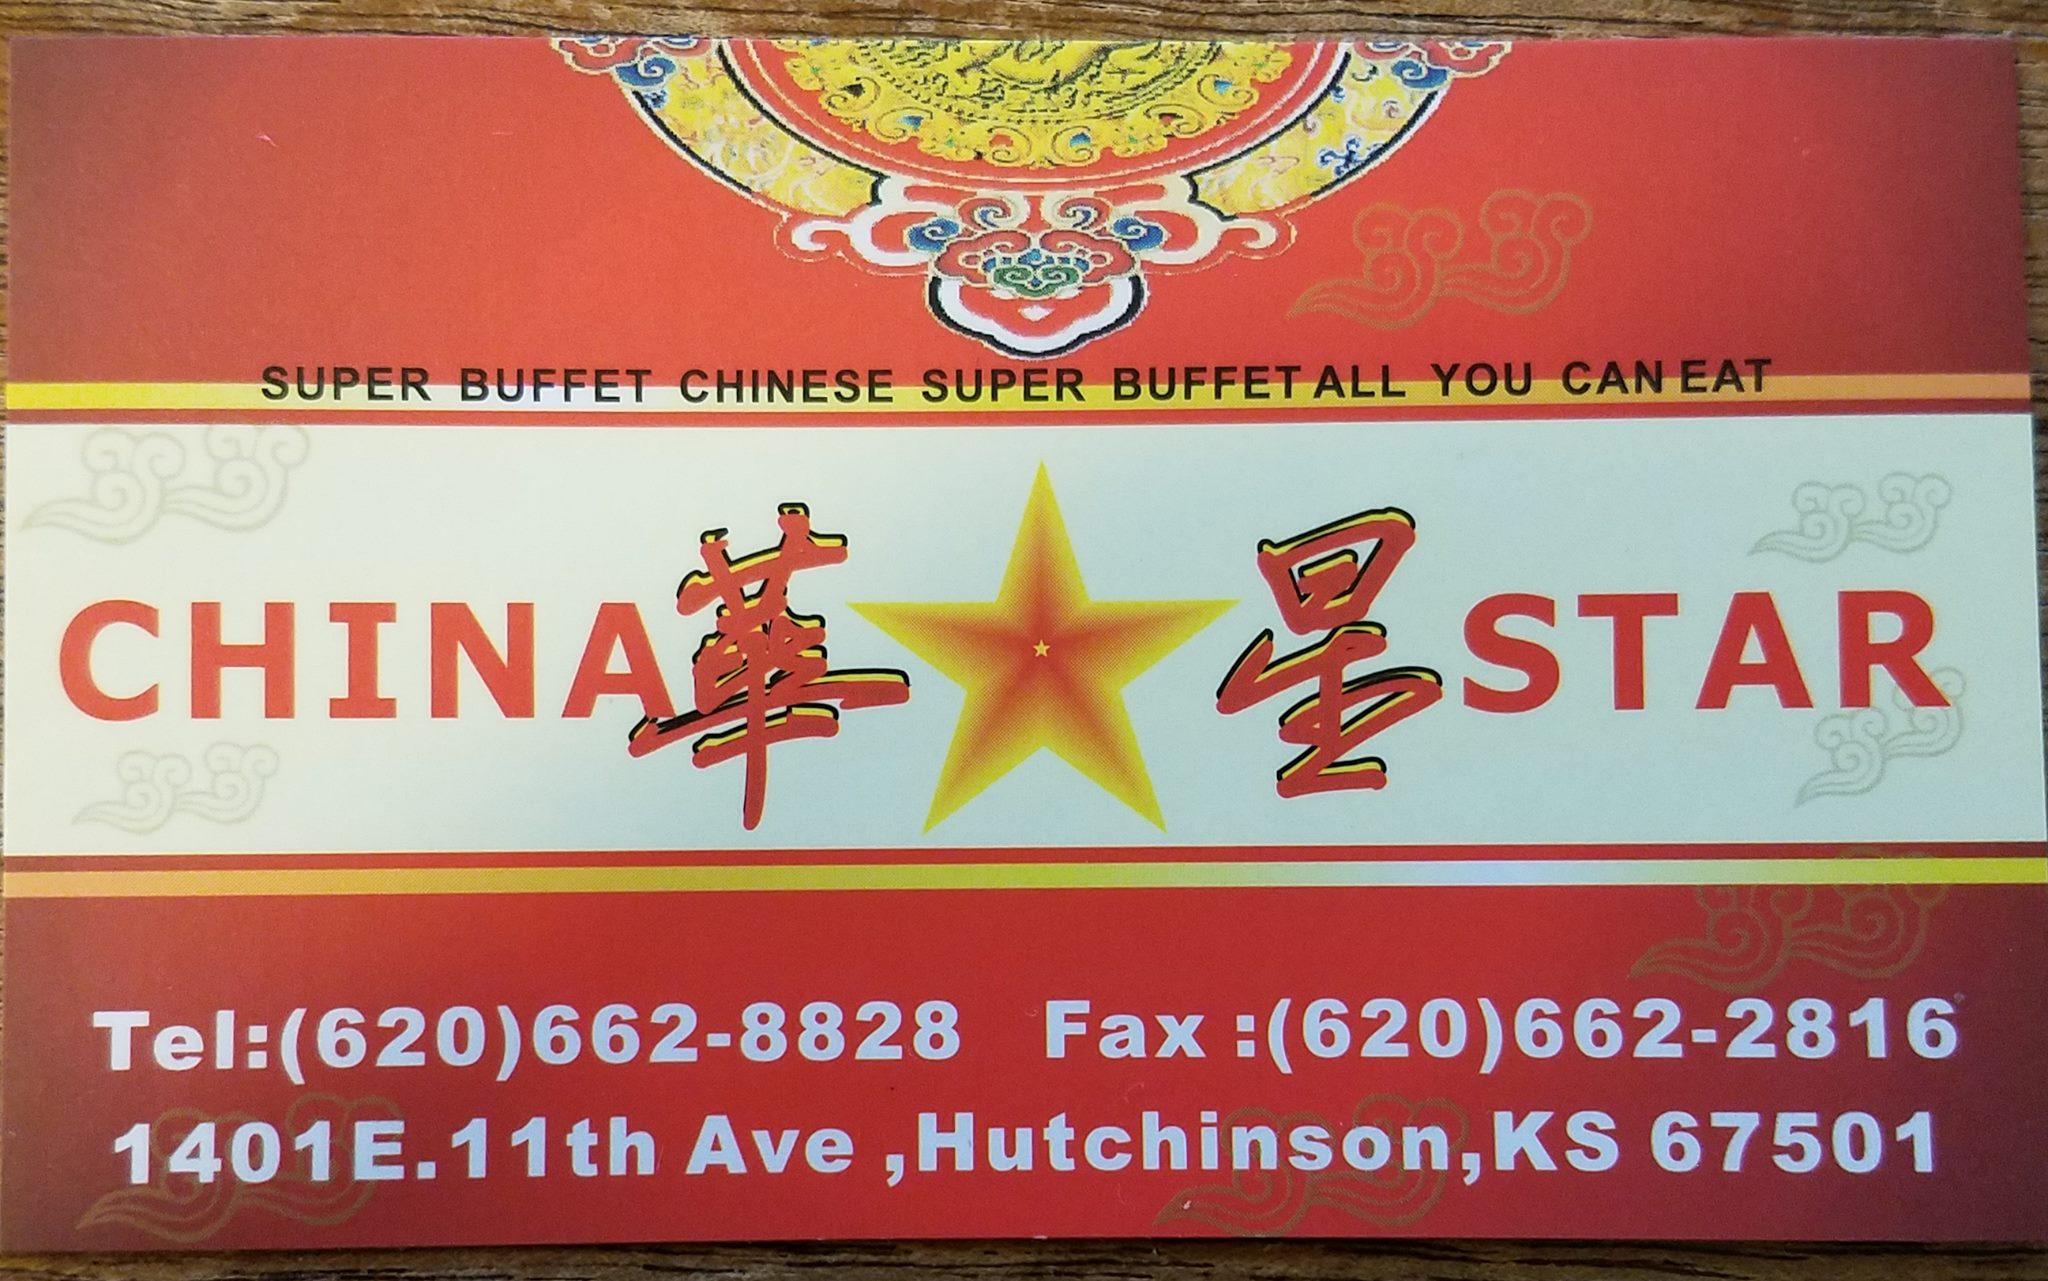 SUPER BUFFET CHINESE SUPER BUFFET ALL YOU CAN EAT
CHINA 華 星 STAR
Tel:(620)662-8828 Fax :(620)662-2816
1401E.11th Ave ,Hutchinson,KS 67501